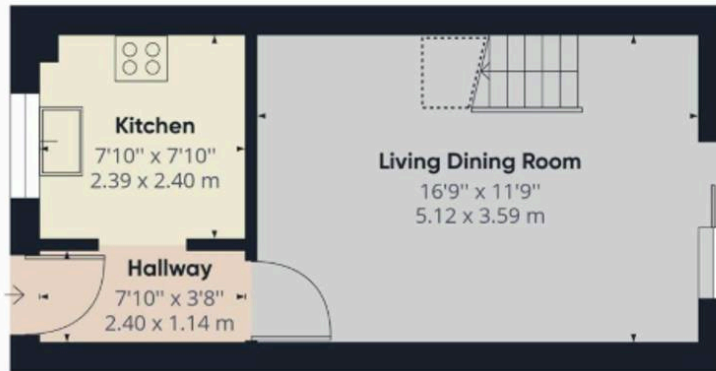 Kitchen
7'10" x 7'10"
2.39 x 2.40 m
Living Dining Room
16'9" x 11'9"
5.12 x 3.59 m
Hallway
7'10" x 3'8"
2.40 x 1.14 m